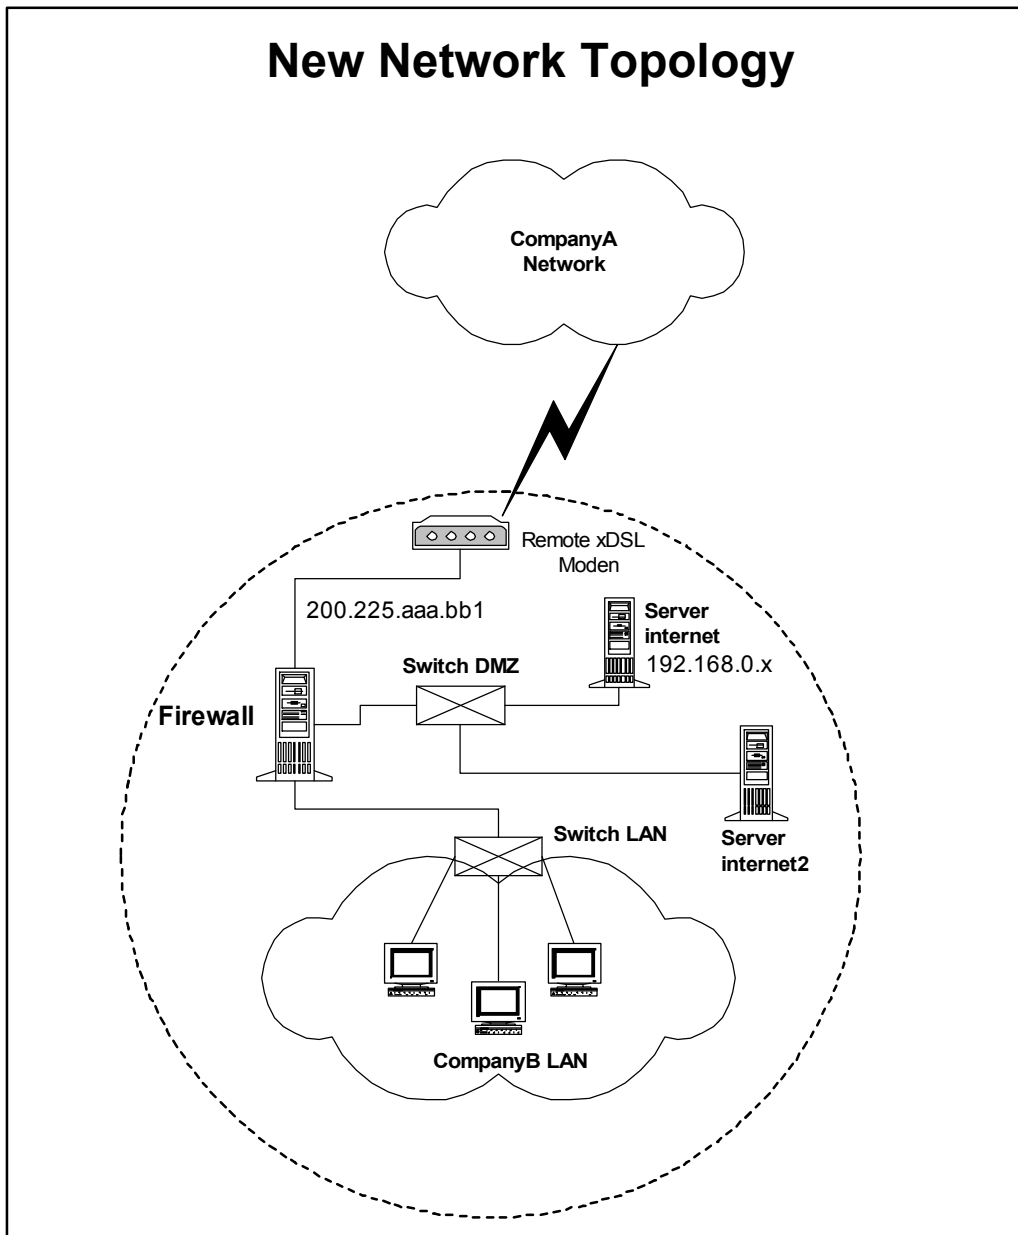 New Network Topology
CompanyA
Network
Remote xDSL
Moden
200.225.aaa.bb1
Server
internet
192.168.0.x
Switch DMZ
Firewall
Server
internet2
Switch LAN
CompanyB LAN